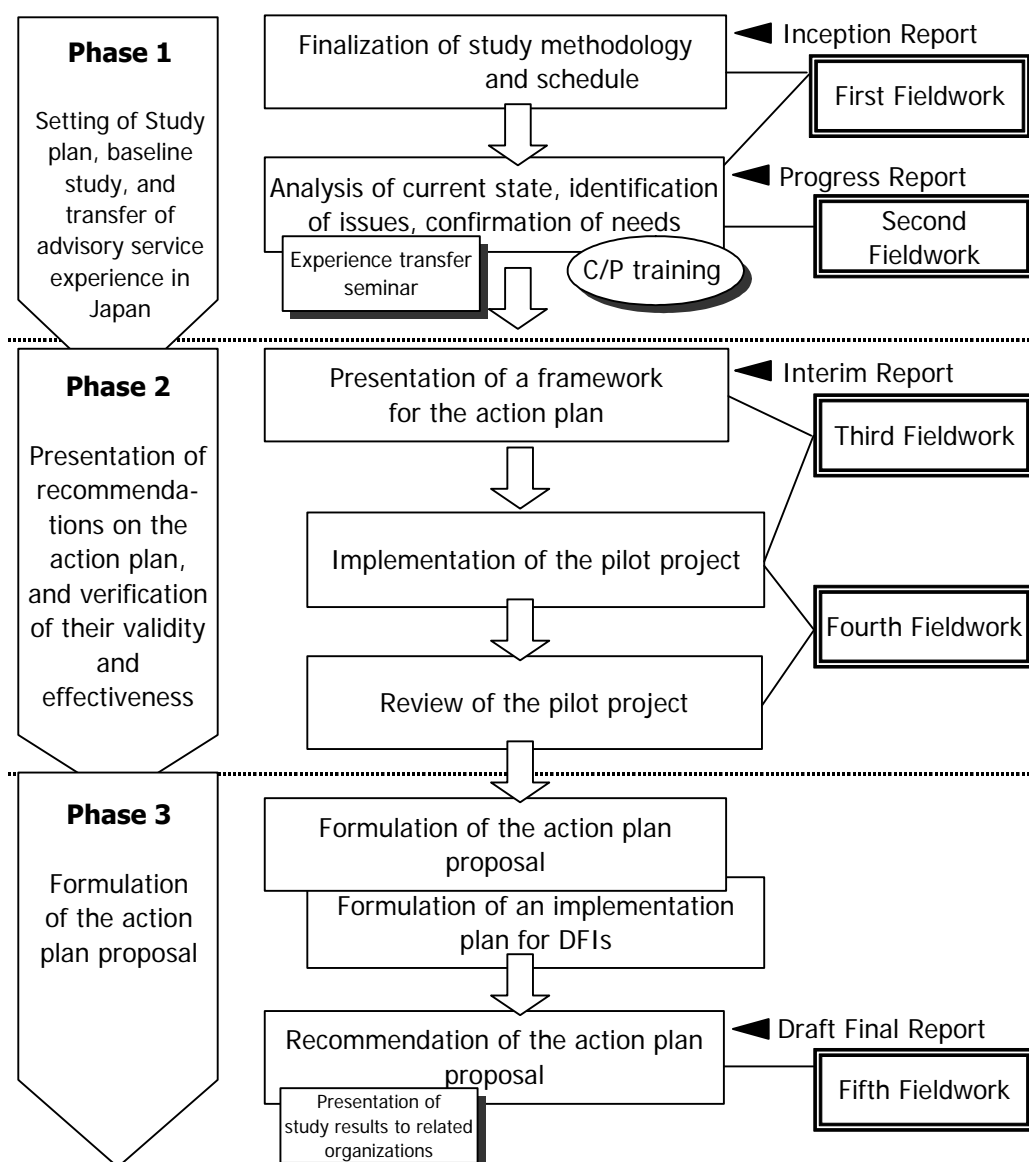 Phase 1
Setting of Study
plan, baseline
study, and
transfer of
advisory service
experience in
Japan
Finalization of study methodology
and schedule
Inception Report
First Fieldwork
Analysis of current state, identification
of issues, confirmation of needs
Experience transfer
seminar
C/P training
Progress Report
Second
Fieldwork
Phase 2
Presentation of
recommenda-
tions on the
action plan,
and verification
of their validity
and
effectiveness
Presentation of a framework
for the action plan
Interim Report
Third Fieldwork
Implementation of the pilot project
Fourth Fieldwork
Review of the pilot project
Phase 3
Formulation
of the action
plan proposal
Formulation of the action plan
proposal
Formulation of an implementation
plan for DFIs
Recommendation of the action plan
proposal
Presentation of
study results to related
organizations
Draft Final Report
Fifth Fieldwork